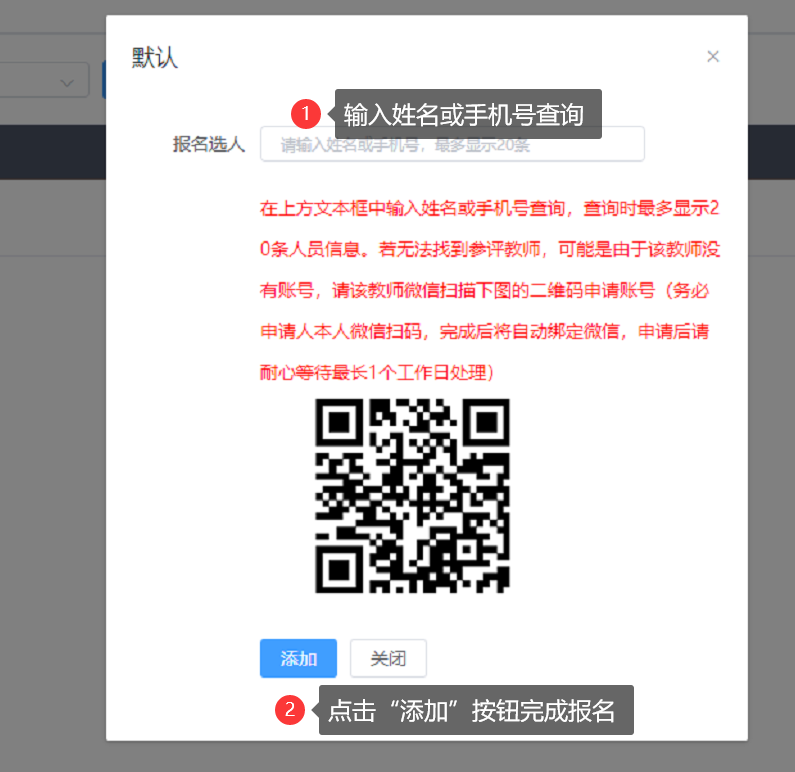 默认
1 输入姓名或手机号查询
报名选人 请输入姓名或手机号，最多显示20条
在上方文本框中输入姓名或手机号查询，查询时最多显示2
0条人员信息。若无法找到参评教师，可能是由于该教师没
有账号，请该教师微信扫描下图的二维码申请账号（务必
申请人本人微信扫码，完成后将自动绑定微信，申请后请
耐心等待最长1个工作日处理）
添加 关闭
2 点击“添加”按钮完成报名